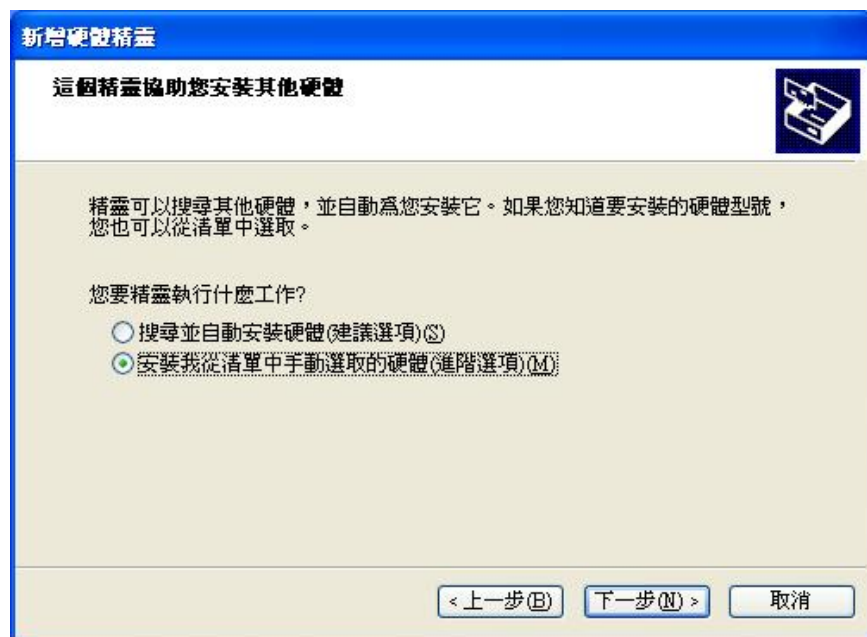 新增硬體精靈
這個精靈協助您安裝其他硬體
精靈可以搜尋其他硬體，並自動為您安裝它。如果您知道要安裝的硬體型號，
您也可以從清單中選取。
您要精靈執行什麼工作?
搜尋並自動安裝硬體(建議選項)(S)
安裝我從清單中手動選取的硬體(進階選項)(M)
<上一步(B)
下一步(N)>
取消